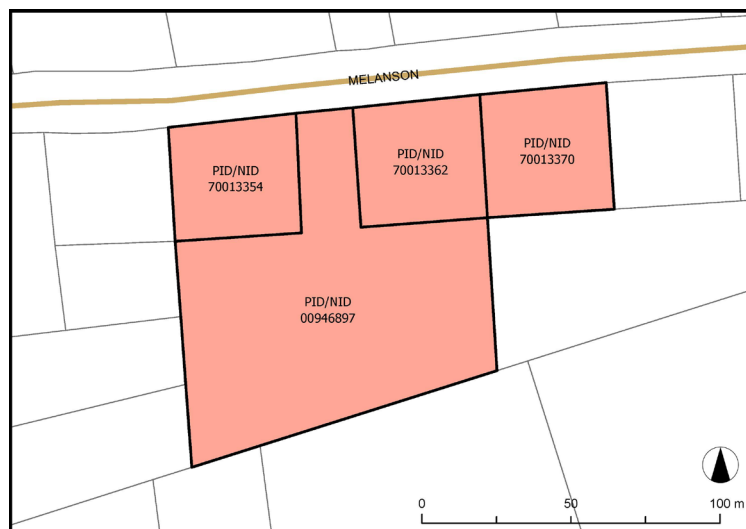 MELANSON
PID/NID
70013354
PID/NID
70013362
PID/NID
70013370
PID/NID
00946897
0 50 100 m